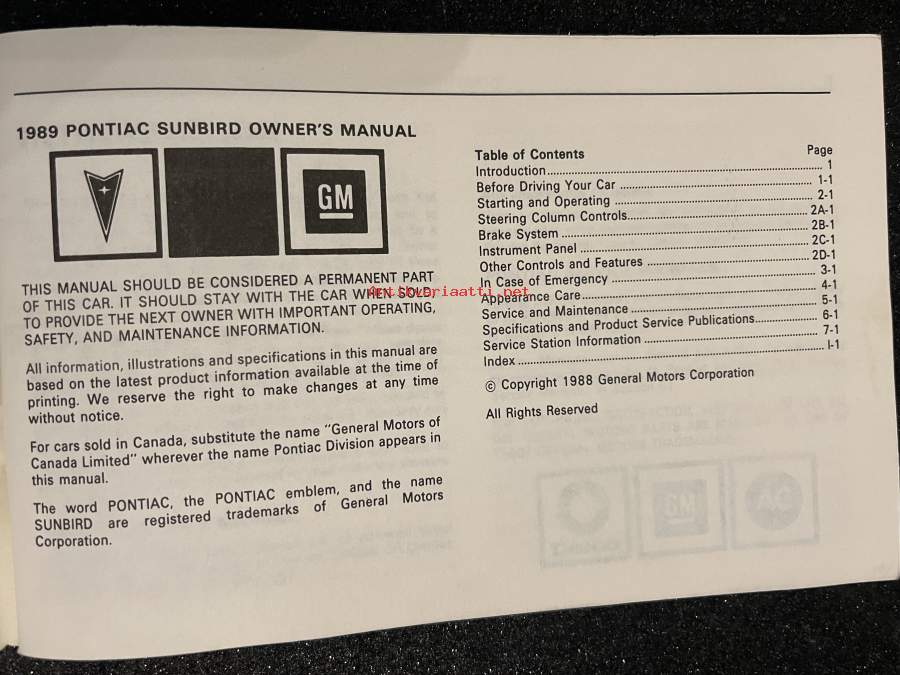 1989 PONTIAC SUNBIRD OWNER'S MANUAL
GM
THIS MANUAL SHOULD BE CONSIDERED A PERMANENT PART
OF THIS CAR. IT SHOULD STAY WITH THE CAR WHEN SOLD,
TO PROVIDE THE NEXT OWNER WITH IMPORTANT OPERATING,
SAFETY, AND MAINTENANCE INFORMATION.
All information, illustrations and specifications in this manual are
based on the latest product information available at the time of
printing. We reserve the right to make changes at any time
without notice.
For cars sold in Canada, substitute the name "General Motors of
Canada Limited" wherever the name Pontiac Division appears in
this manual.
The word PONTIAC, the PONTIAC emblem, and the name
SUNBIRD are registered trademarks of General Motors
Corporation.
Table of Contents Page
Introduction 1
Before Driving Your Car 1-1
Starting and Operating 2-1
Steering Column Controls 2A-1
Brake System 2B-1
Instrument Panel 2C-1
Other Controls and Features 2D-1
In Case of Emergency 3-1
Appearance Care 4-1
Service and Maintenance 5-1
Specifications and Product Service Publications 6-1
Service Station Information 7-1
Index I-1
© Copyright 1988 General Motors Corporation
All Rights Reserved
Antikvariaatti.net
GM